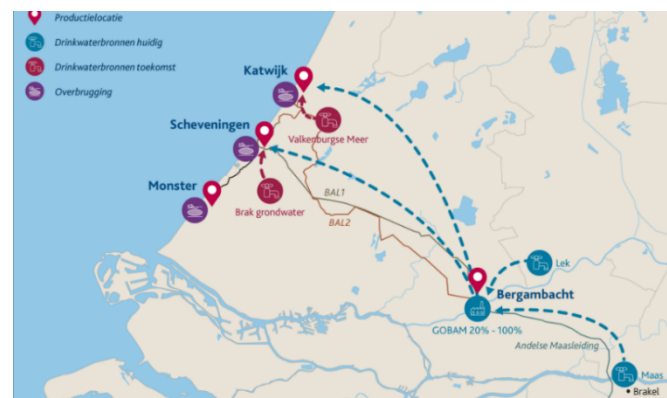 Productielocatie
Drinkwaterbronnen huidig
Drinkwaterbronnen toekomst
Overbrugging
Katwijk
Valkenburgse Meer
Scheveningen
Monster
Brak grondwater
BAL1
BAL2
Lek
Bergambacht
GOBAM 20% - 100%
Andelse Maasleiding
Maas
• Brakel